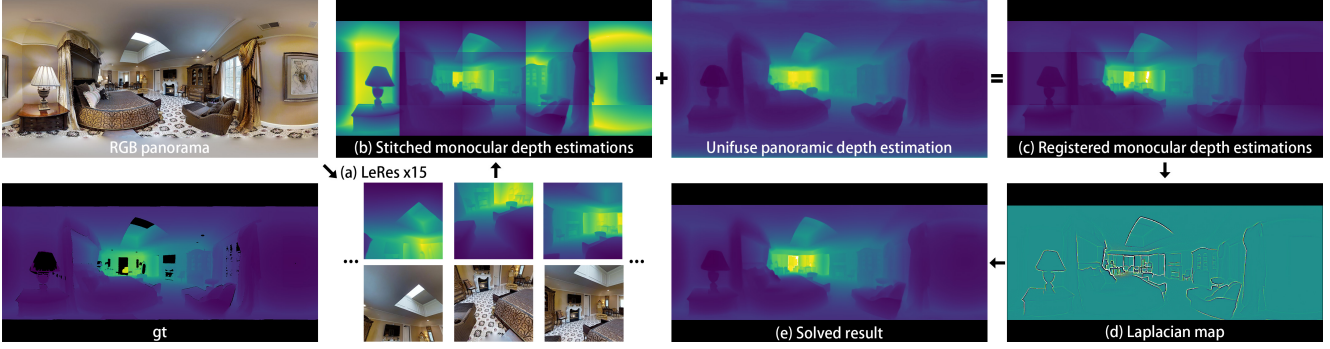 RGB panorama
(b) Stitched monocular depth estimations
+
Unifuse panoramic depth estimation
=
(c) Registered monocular depth estimations
(a) LeRes x15
...
...
gt
(e) Solved result
(d) Laplacian map